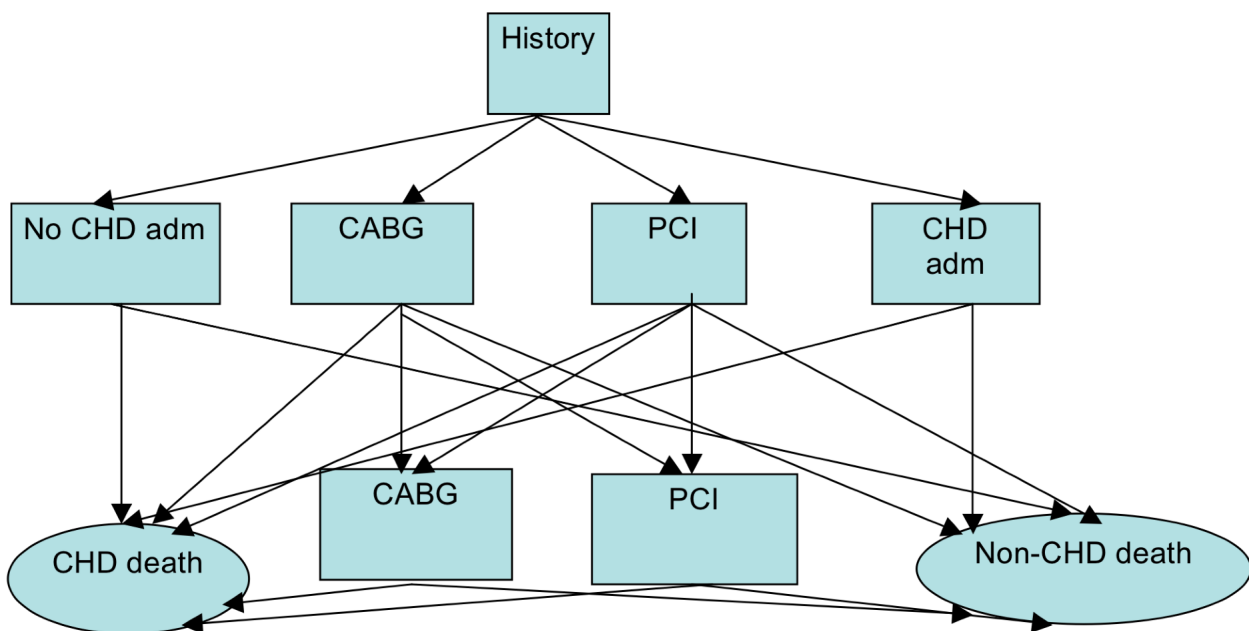 History
No CHD adm
CABG
PCI
CHD
adm
CABG
PCI
CHD death
Non-CHD death